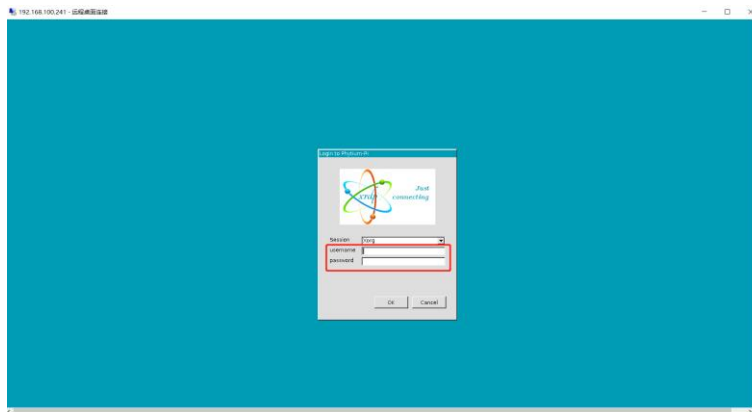 192.168.100.241 - 远程桌面连接
Login to Phytium-Pi
Just
connecting
XTOP
Session
Xorg
username
password
OK
Cancel